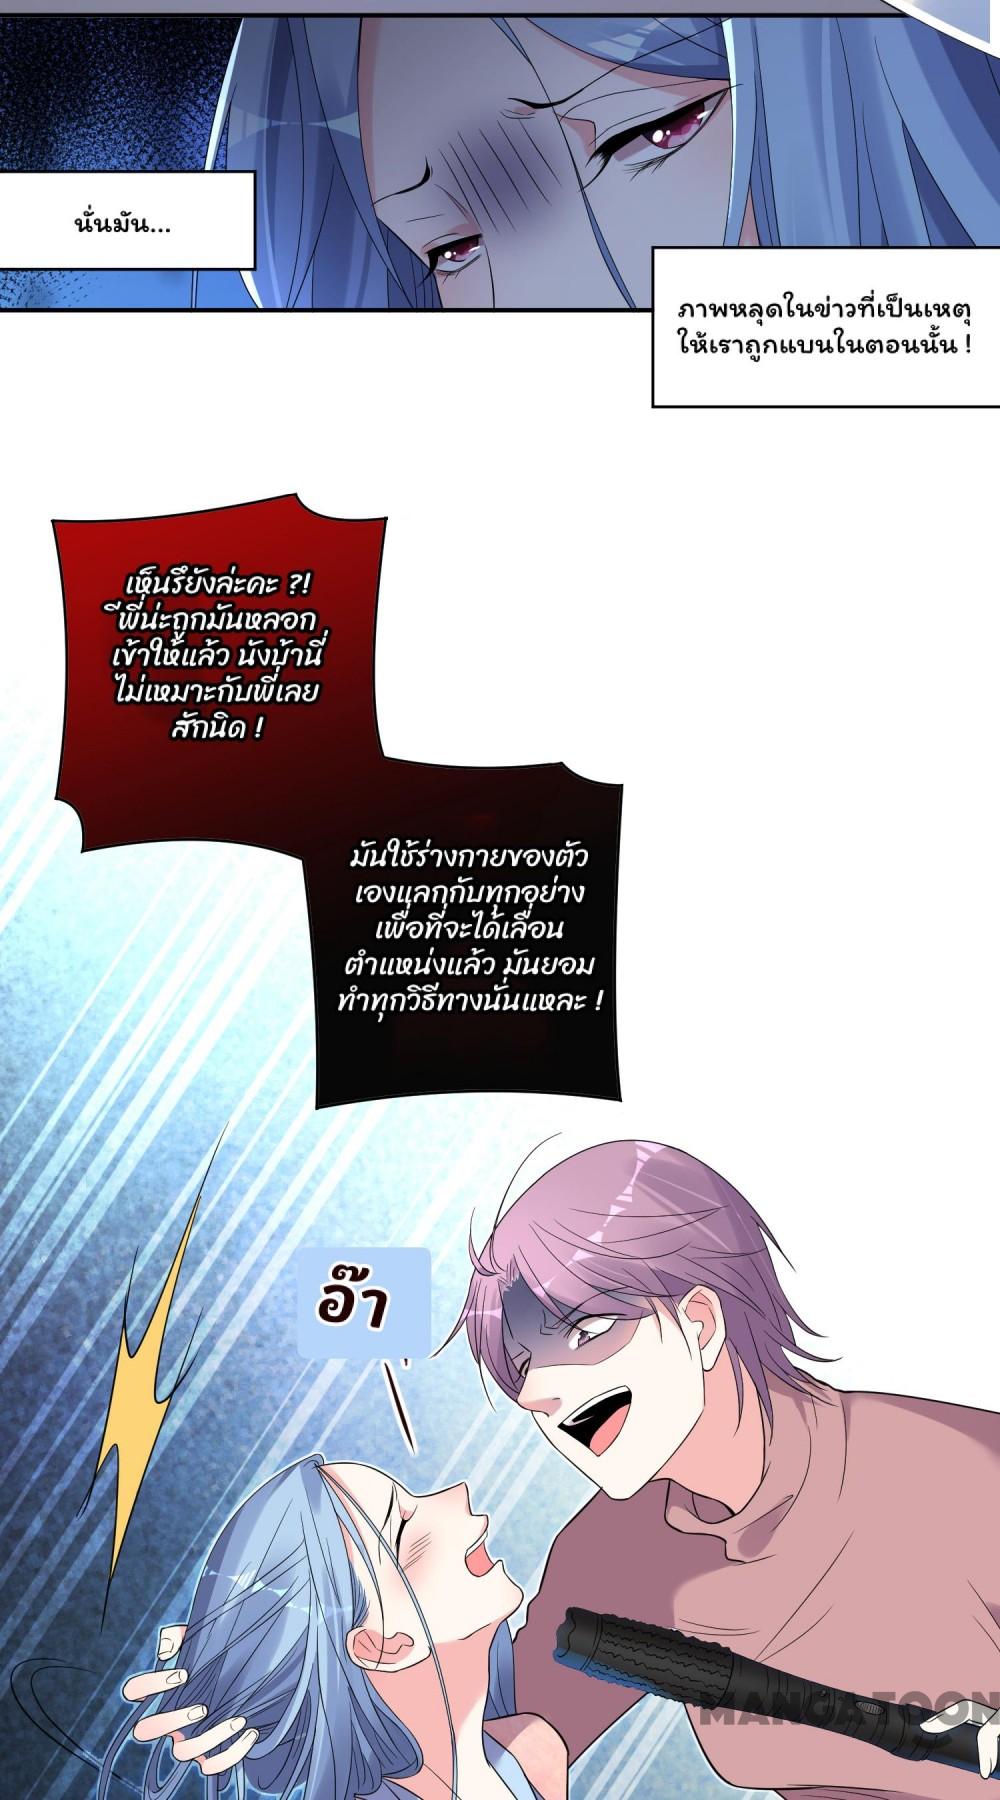 นั่นมัน...
ภาพหลุดในข่าวที่เป็นเหตุ
ให้เราถูกแบนในตอนนั้น !
เห็นรึยังล่ะคะ ?!
พี่น่ะถูกมันหลอก
เข้าให้แล้ว นังบ้านี่
ไม่เหมาะกับพี่เลย
สักนิด !
มันใช้ร่างกายของตัว
เองแลกกับทุกอย่าง
เพื่อที่จะได้เลื่อน
ตำแหน่งแล้ว มันยอม
ทำทุกวิธีทางนั่นแหละ !
อ๊า
MANGATOON